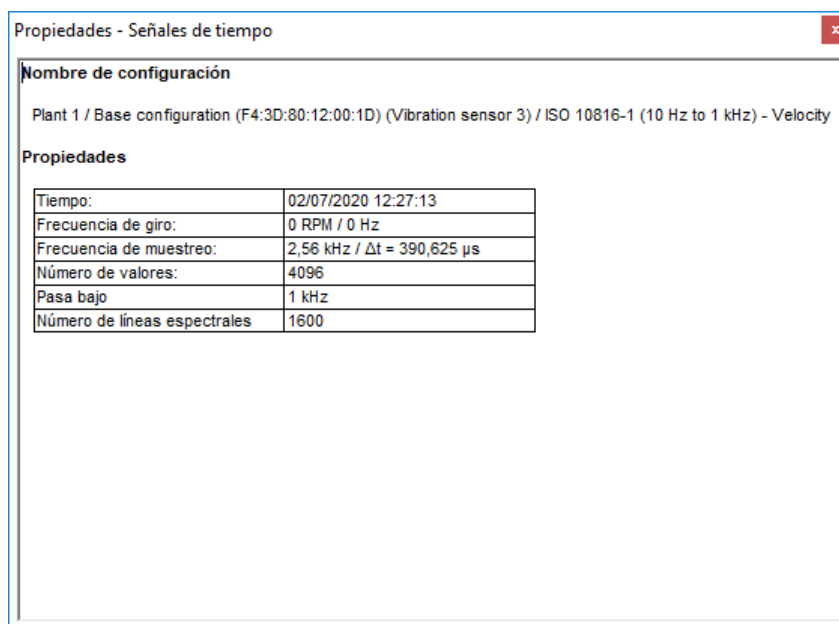 Propiedades - Señales de tiempo
x
Nombre de configuración
Plant 1 / Base configuration (F4:3D:80:12:00:1D) (Vibration sensor 3) / ISO 10816-1 (10 Hz to 1 kHz) - Velocity
Propiedades
Tiempo: 02/07/2020 12:27:13
Frecuencia de giro: 0 RPM / 0 Hz
Frecuencia de muestreo: 2,56 kHz / Δt = 390,625 µs
Número de valores: 4096
Pasa bajo 1 kHz
Número de líneas espectrales 1600